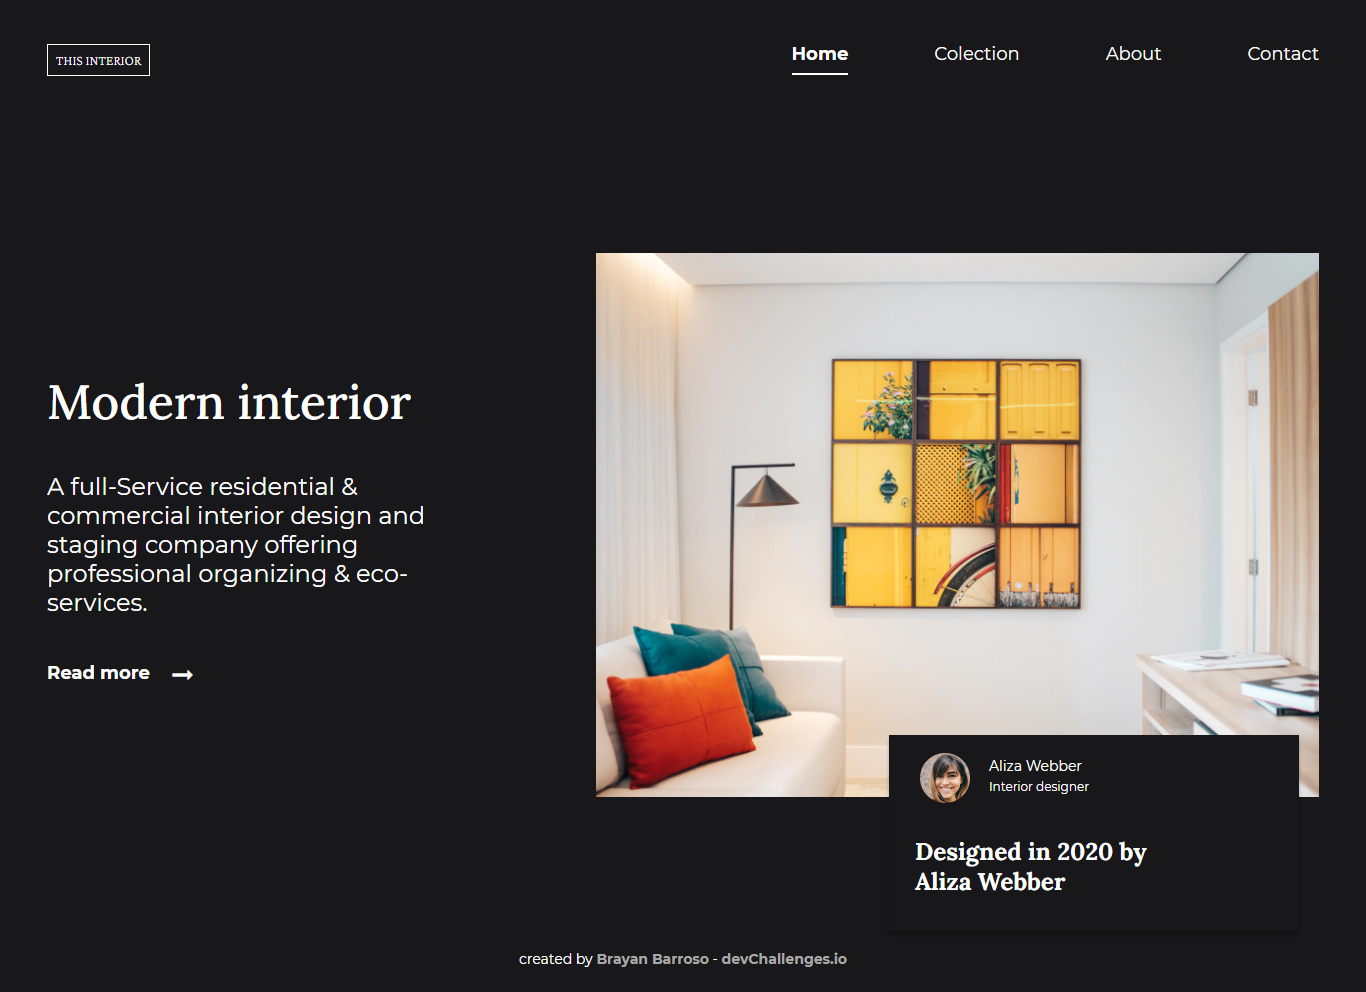 THIS INTERIOR
Home
Colection
About
Contact
Modern interior
A full-Service residential &
commercial interior design and
staging company offering
professional organizing & eco-
services.
Read more
Aliza Webber
Interior designer
Designed in 2020 by
Aliza Webber
created by Brayan Barroso - devChallenges.io